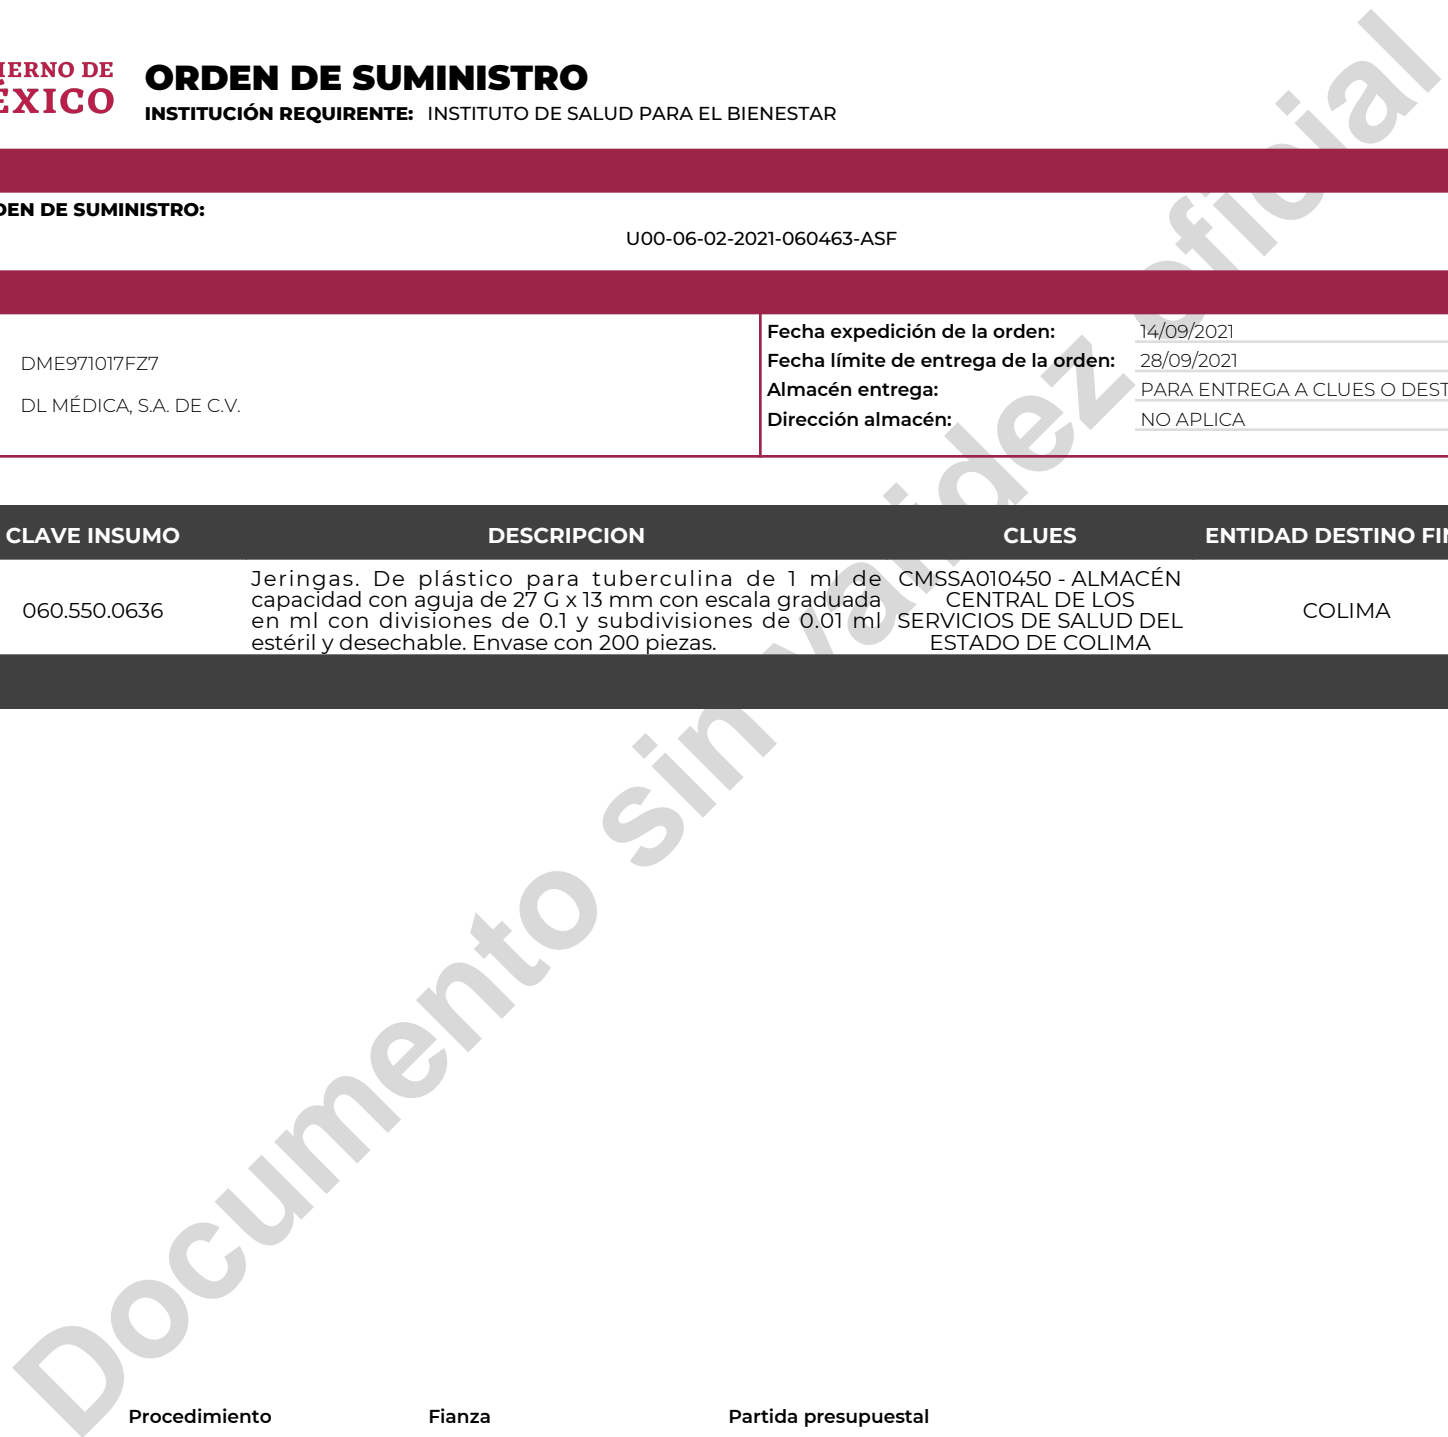 IERNO DE
ÉXICO
ORDEN DE SUMINISTRO
INSTITUCIÓN REQUIRENTE: INSTITUTO DE SALUD PARA EL BIENESTAR
DEN DE SUMINISTRO:
U00-06-02-2021-060463-ASF
DME971017FZ7
DL MÉDICA, S.A. DE C.V.
Fecha expedición de la orden: 14/09/2021
Fecha límite de entrega de la orden: 28/09/2021
Almacén entrega: PARA ENTREGA A CLUES O DEST
Dirección almacén: NO APLICA
CLAVE INSUMO DESCRIPCION CLUES ENTIDAD DESTINO FIN
060.550.0636
Jeringas. De plástico para tuberculina de 1 ml de
capacidad con aguja de 27 G x 13 mm con escala graduada
en ml con divisiones de 0.1 y subdivisiones de 0.01 ml
estéril y desechable. Envase con 200 piezas.
CMSSA010450 - ALMACÉN
CENTRAL DE LOS
SERVICIOS DE SALUD DEL
ESTADO DE COLIMA
COLIMA
Documento sin validez oficial
Procedimiento Fianza Partida presupuestal